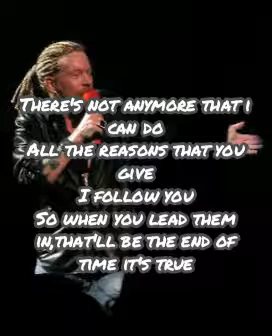 There's not anymore that i
can do
All the reasons that you
give
I follow you
So when you lead them
in,that'll be the end of
time it's true